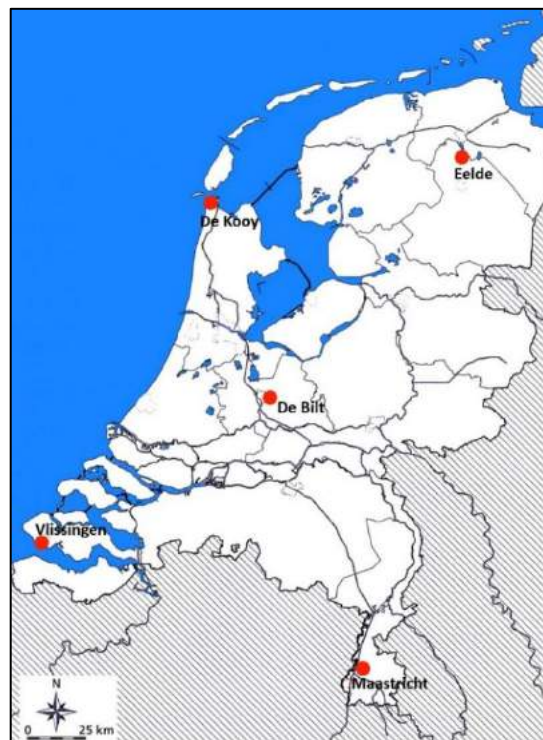 Eelde
De Kooy
De Bilt
Vlissingen
Maastricht
N
0 25 km